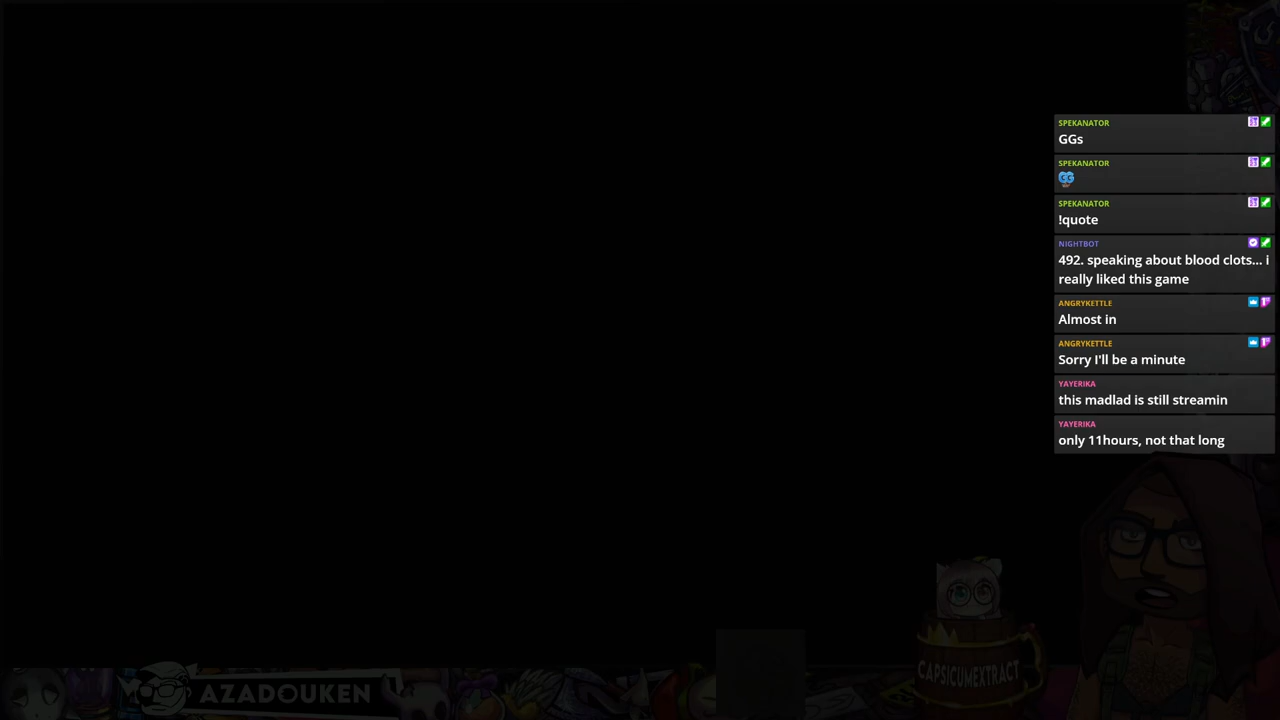 SPEKANATOR
GGs
SPEKANATOR
SPEKANATOR
!quote
NIGHTBOT
492. speaking about blood clots... i
really liked this game
ANGRYKETTLE
Almost in
ANGRYKETTLE
Sorry I'll be a minute
YAYERIKA
this madlad is still streamin
YAYERIKA
only 11hours, not that long
CAPSICUMEXTRACT
AZADOUKEN